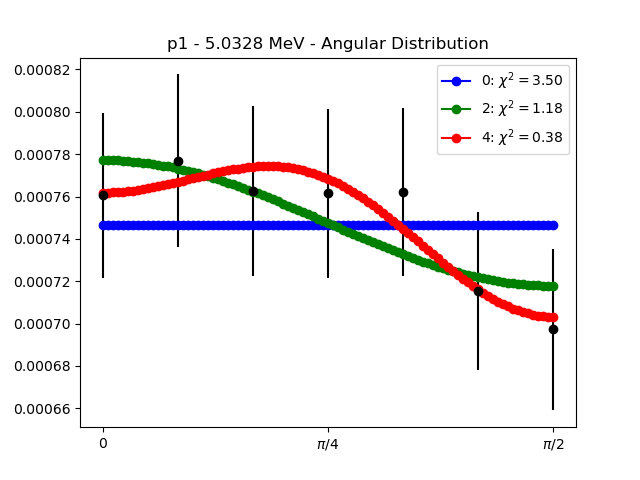 p1 - 5.0328 MeV - Angular Distribution
0.00082
0.00080
0.00078
0.00076
0.00074
0.00072
0.00070
0.00068
0.00066
0: χ² = 3.50
2: χ² = 1.18
4: χ² = 0.38
0
π/4
π/2